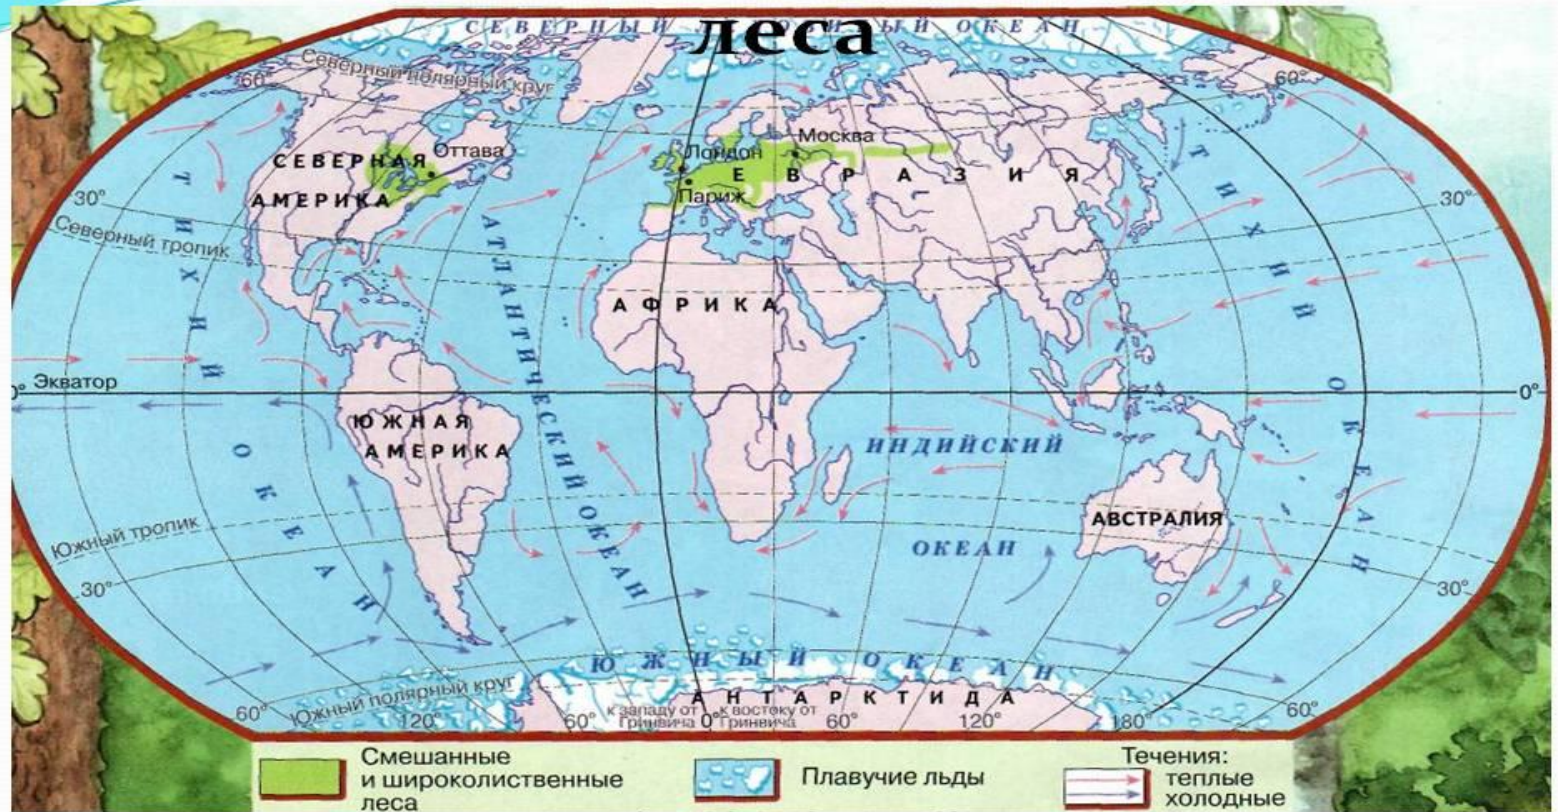 СЕВЕРНЫЙ ЛЕДОВИТЫЙ ОКЕАН
леса
Северный полярный круг
60°
60°
Москва
Оттава
Лондон
СЕВЕРНАЯ
АМЕРИКА
ЕВРАЗИЯ
Париж
30°
30°
Северный тропик
ТИХИЙ
ОКЕАН
АТЛАНТИЧЕСКИЙ ОКЕАН
ТИХИЙ ОКЕАН
АФРИКА
0° Экватор
0°
ЮЖНАЯ
АМЕРИКА
ИНДИЙСКИЙ
ОКЕАН
АВСТРАЛИЯ
Южный тропик
30°
30°
ЮЖНЫЙ ОКЕАН
АНТАРКТИДА
Южный полярный круг
60°
120°
60°
к западу от
Гринвича
0°
к востоку от
Гринвича
60°
120°
180°
60°
Смешанные
и широколиственные
леса
Плавучие льды
Течения:
теплые
холодные